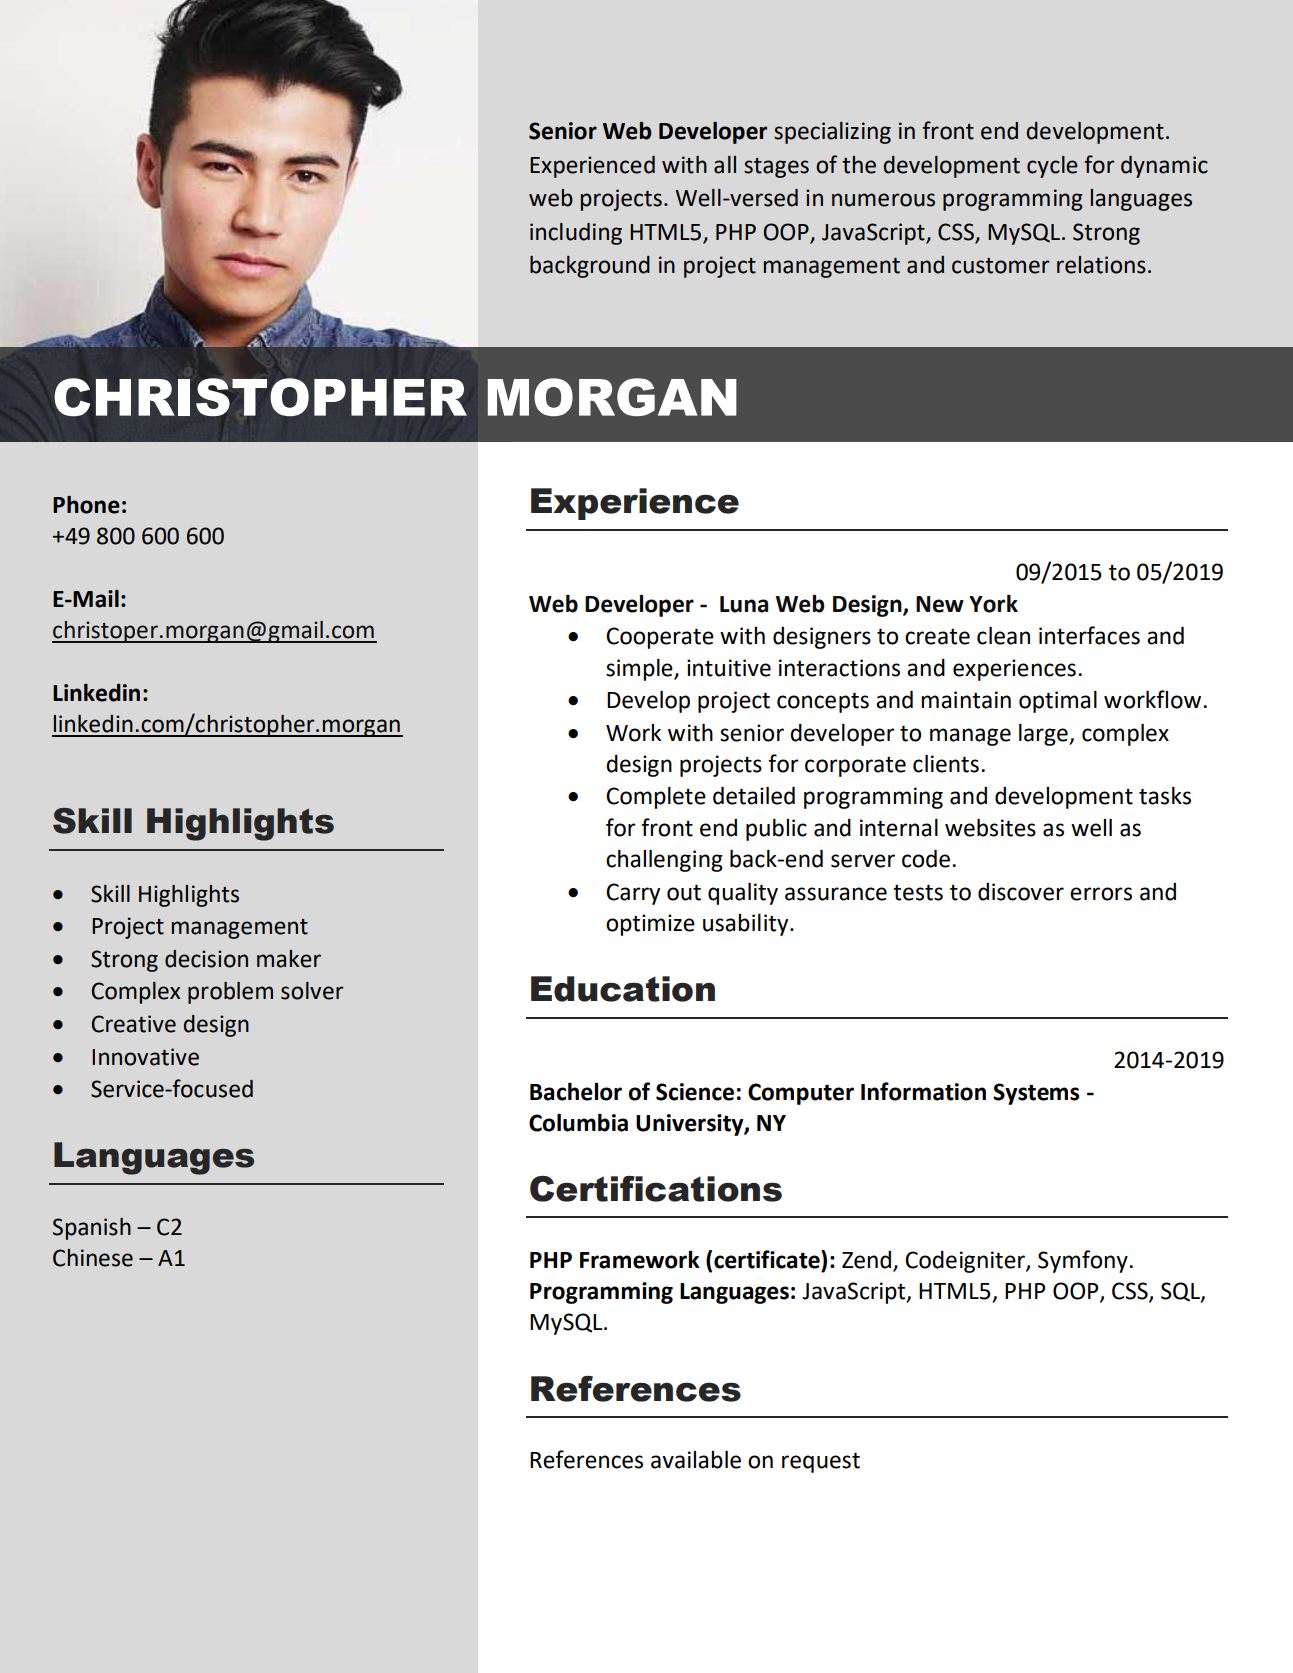 Senior Web Developer specializing in front end development.
Experienced with all stages of the development cycle for dynamic
web projects. Well-versed in numerous programming languages
including HTML5, PHP OOP, JavaScript, CSS, MySQL. Strong
background in project management and customer relations.
CHRISTOPHER MORGAN
Phone:
+49 800 600 600
E-Mail:
christoper.morgan@gmail.com
Linkedin:
linkedin.com/christopher.morgan
Skill Highlights
• Skill Highlights
• Project management
• Strong decision maker
• Complex problem solver
• Creative design
• Innovative
• Service-focused
Languages
Spanish – C2
Chinese – A1
Experience
09/2015 to 05/2019
Web Developer - Luna Web Design, New York
• Cooperate with designers to create clean interfaces and
simple, intuitive interactions and experiences.
• Develop project concepts and maintain optimal workflow.
• Work with senior developer to manage large, complex
design projects for corporate clients.
• Complete detailed programming and development tasks
for front end public and internal websites as well as
challenging back-end server code.
• Carry out quality assurance tests to discover errors and
optimize usability.
Education
2014-2019
Bachelor of Science: Computer Information Systems -
Columbia University, NY
Certifications
PHP Framework (certificate): Zend, Codeigniter, Symfony.
Programming Languages: JavaScript, HTML5, PHP OOP, CSS, SQL,
MySQL.
References
References available on request